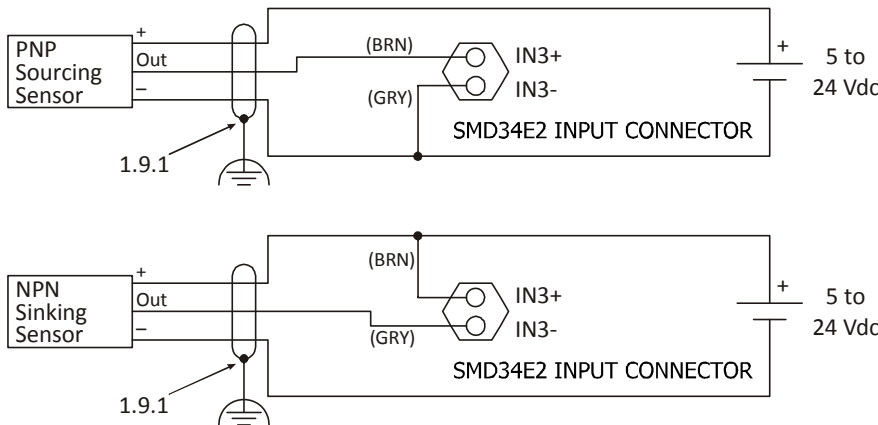 PNP
Sourcing
Sensor
+
Out
–
(BRN)
(GRY)
IN3+
IN3-
SMD34E2 INPUT CONNECTOR
+
5 to
24 Vdc
1.9.1
NPN
Sinking
Sensor
+
Out
–
(BRN)
(GRY)
IN3+
IN3-
SMD34E2 INPUT CONNECTOR
+
5 to
24 Vdc
1.9.1